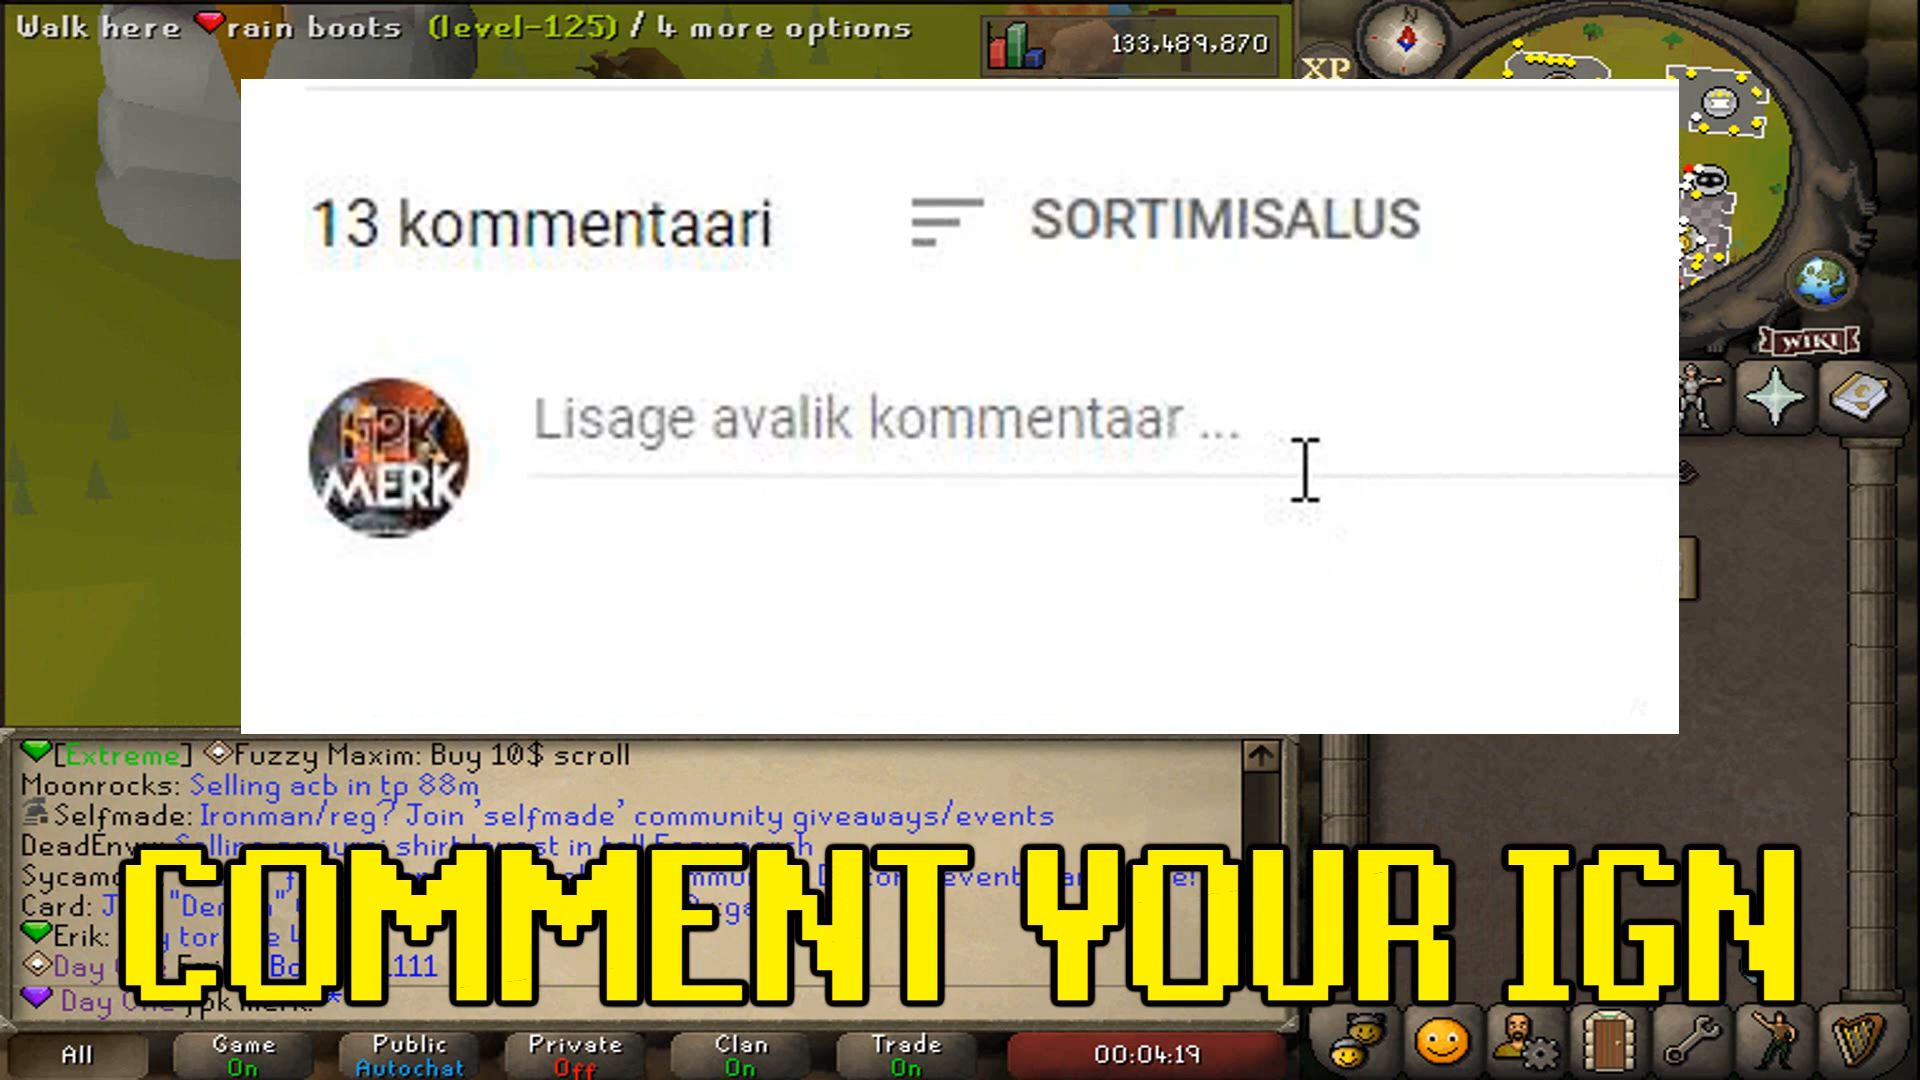 Walk here rain boots (level-125) / 4 more options
133,489,870
N
XP
13 kommentaari
SORTIMISALUS
MERK
Lisage avalik kommentaar ...
WIKI
[Extreme] Fuzzy Maxim: Buy 10$ scroll
Moonrocks: Selling acb in tp 88m
Selfmade: Ironman/reg? Join 'selfmade' community giveaways/events
Card:
Erik:
COMMENT YOUR IGN
All
Game
On
Public
Autochat
Private
Off
Clan
On
Trade
On
00:04:19